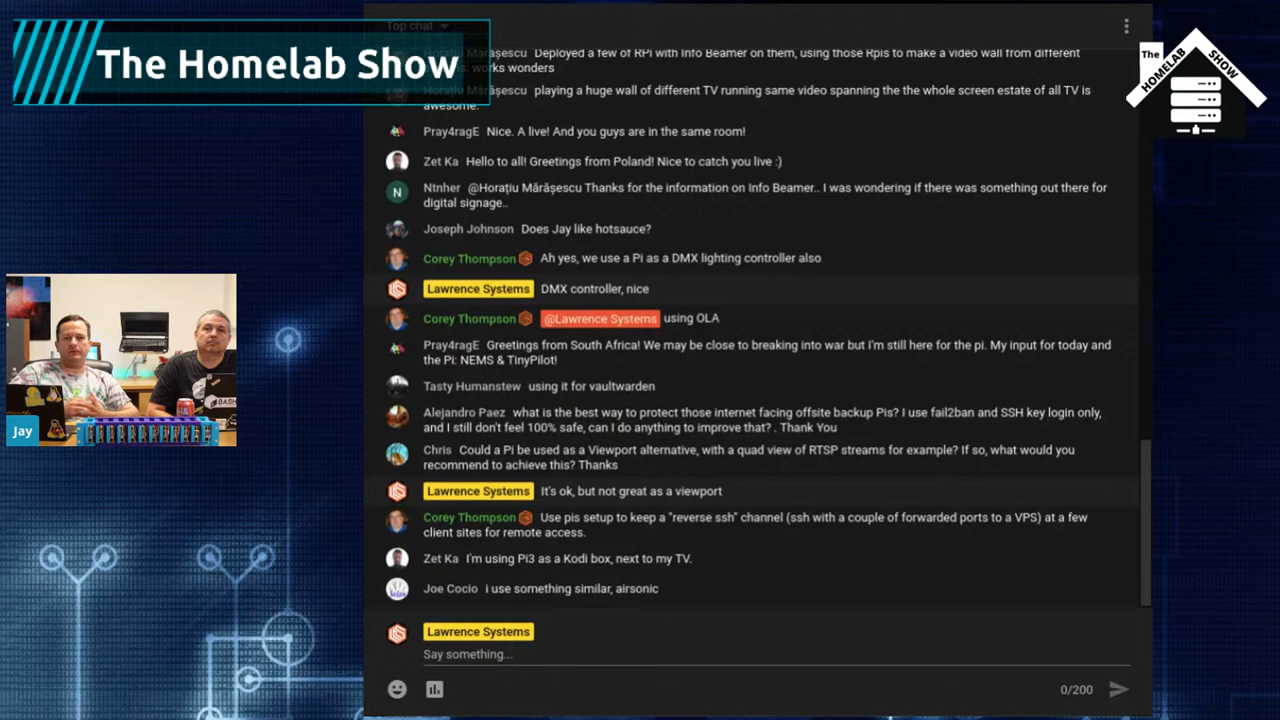 The Homelab Show
Top chat
The
HOMELAB
SHOW
Horațiu Mărășescu Deployed a few of RPI with Info Beamer on them, using those Rpis to make a video wall from different
works wonders
Horațiu Mărășescu playing a huge wall of different TV running same video spanning the the whole screen estate of all TV is
awesome.
Pray4ragE Nice. A live! And you guys are in the same room!
Zet Ka Hello to all! Greetings from Poland! Nice to catch you live :)
N
Ntnher @Horațiu Mărășescu Thanks for the information on Info Beamer.. I was wondering if there was something out there for
digital signage..
Joseph Johnson Does Jay like hotsauce?
Corey Thompson Ah yes, we use a Pi as a DMX lighting controller also
Lawrence Systems DMX controller, nice
Corey Thompson @Lawrence Systems using OLA
Pray4ragE Greetings from South Africa! We may be close to breaking into war but I'm still here for the pi. My input for today and
the Pi: NEMS & TinyPilot!
Tasty Humanstew using it for vaultwarden
Alejandro Paez what is the best way to protect those internet facing offsite backup Pis? I use fail2ban and SSH key login only,
and I still don't feel 100% safe, can I do anything to improve that? . Thank You
Chris Could a Pi be used as a Viewport alternative, with a quad view of RTSP streams for example? If so, what would you
recommend to achieve this? Thanks
Lawrence Systems It's ok, but not great as a viewport
Corey Thompson Use pis setup to keep a "reverse ssh" channel (ssh with a couple of forwarded ports to a VPS) at a few
client sites for remote access.
Zet Ka I'm using Pi3 as a Kodi box, next to my TV.
Joe Cocio i use something similar, airsonic
Lawrence Systems
Say something...
0/200
BASH
Jay